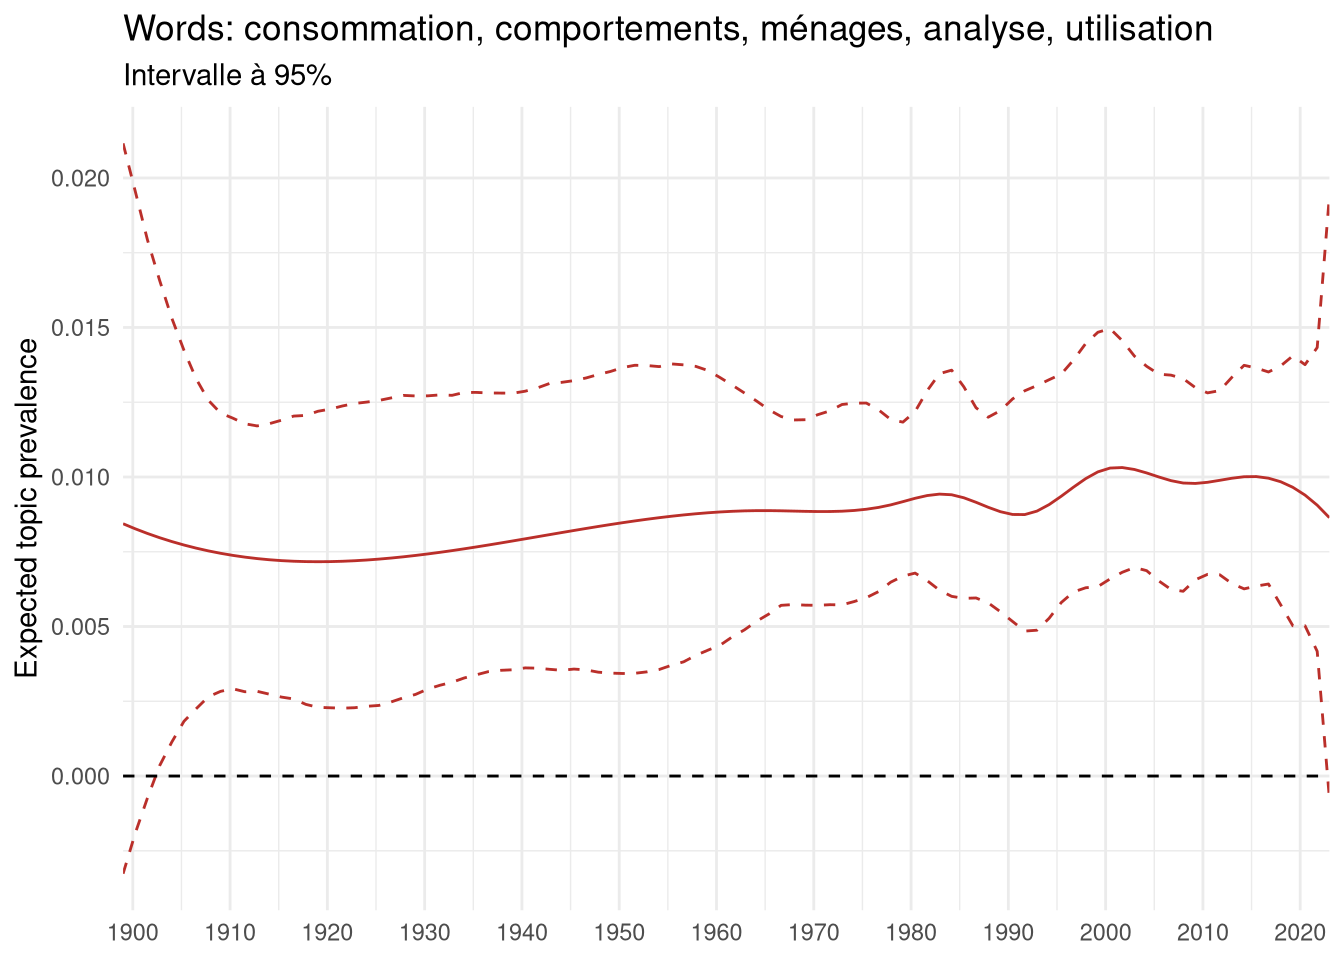 Words: consommation, comportements, ménages, analyse, utilisation
Intervalle à 95%
Expected topic prevalence
0.020
0.015
0.010
0.005
0.000
1900 1910 1920 1930 1940 1950 1960 1970 1980 1990 2000 2010 2020